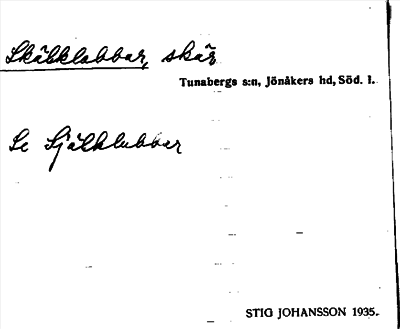 Skälklubbar, skär
Tunabergs s:n, Jönåkers hd, Söd. l.
Se Själklubbar
STIG JOHANSSON 1935.